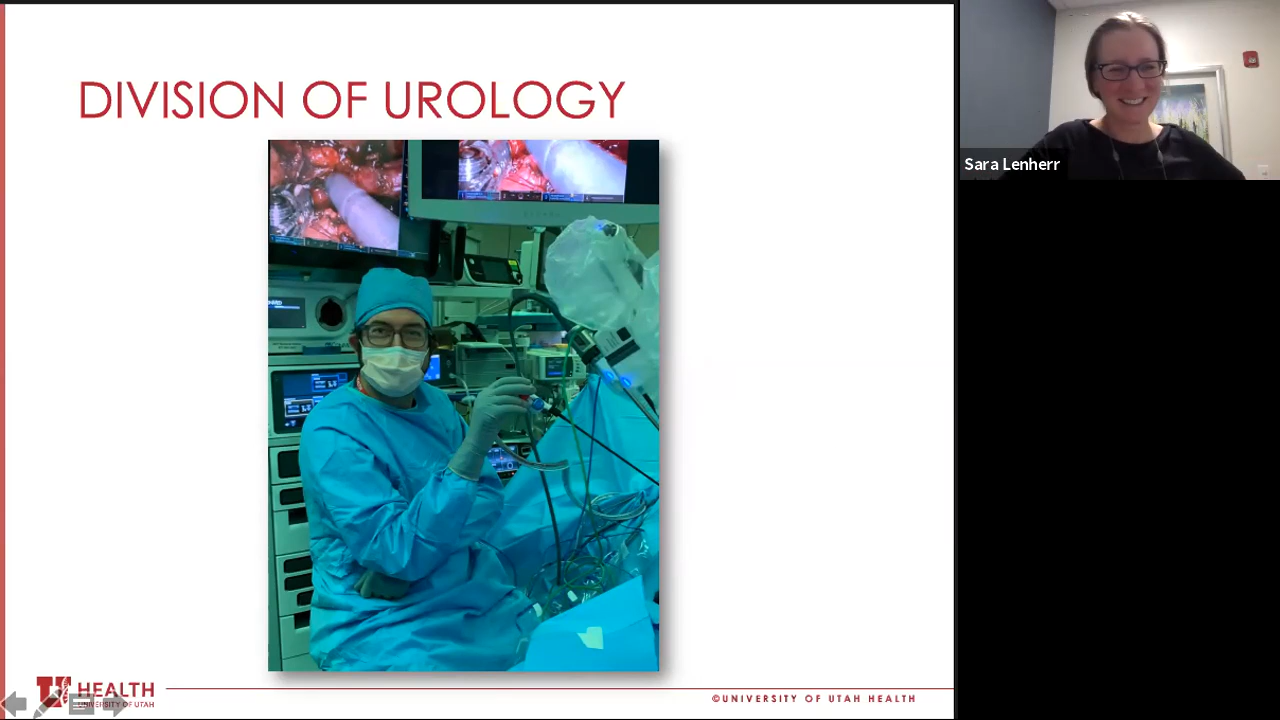 DIVISION OF UROLOGY
Sara Lenherr
HEALTH
UNIVERSITY OF UTAH
©UNIVERSITY OF UTAH HEALTH